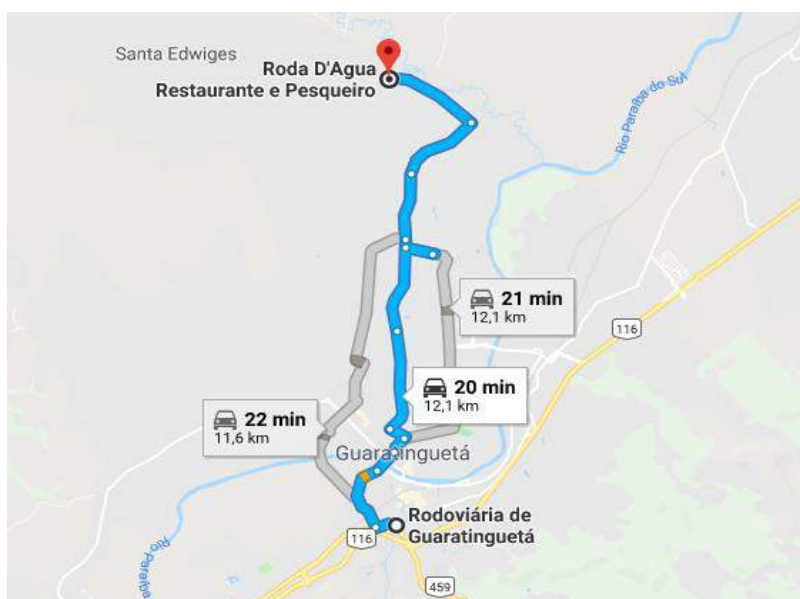 Santa Edwiges
Roda D'Agua
Restaurante e Pesqueiro
Rio Paraíba do Sul
21 min
12,1 km
116
20 min
12,1 km
22 min
11,6 km
Guaratinguetá
Rodoviária de
Guaratinguetá
116
Rio Paraíba
459